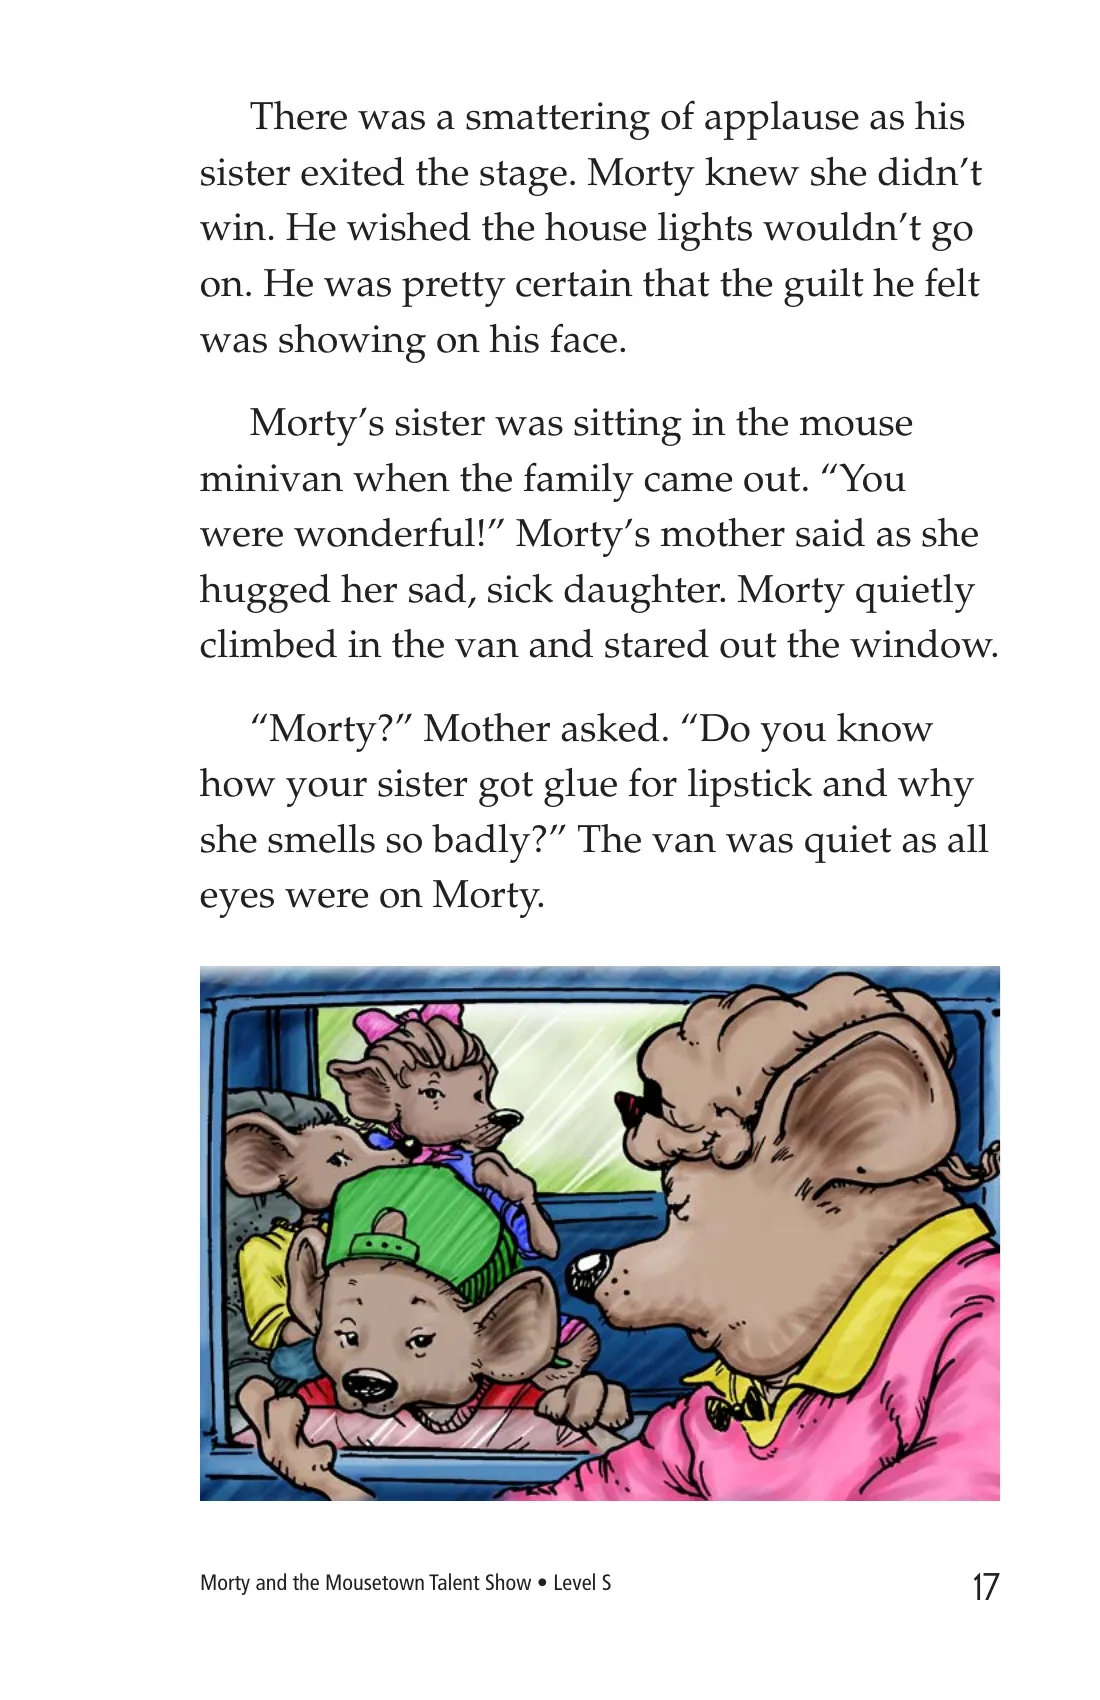 There was a smattering of applause as his
sister exited the stage. Morty knew she didn’t
win. He wished the house lights wouldn’t go
on. He was pretty certain that the guilt he felt
was showing on his face.
Morty’s sister was sitting in the mouse
minivan when the family came out. “You
were wonderful!” Morty’s mother said as she
hugged her sad, sick daughter. Morty quietly
climbed in the van and stared out the window.
“Morty?” Mother asked. “Do you know
how your sister got glue for lipstick and why
she smells so badly?” The van was quiet as all
eyes were on Morty.
Morty and the Mousetown Talent Show • Level S
17